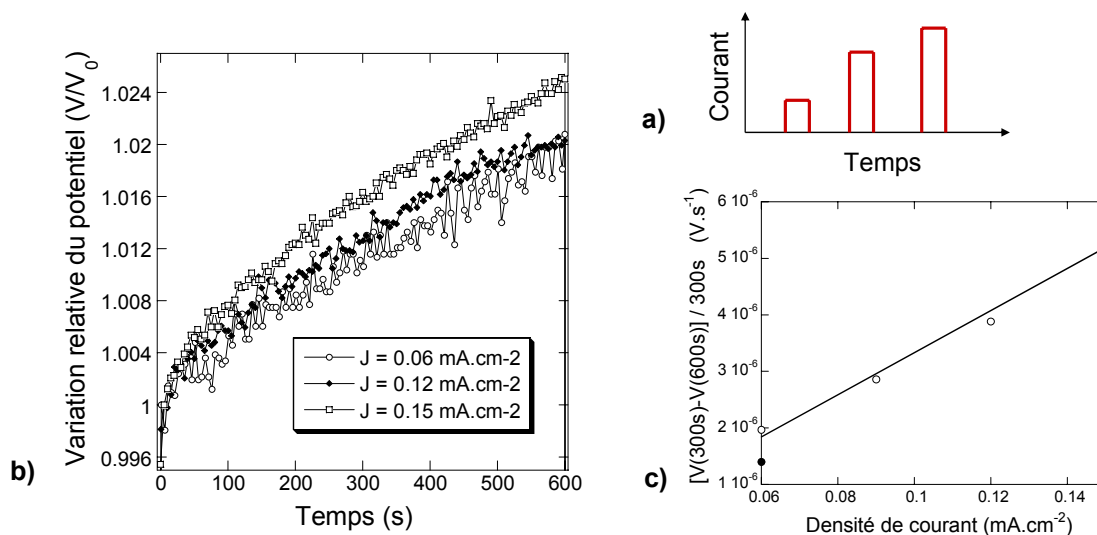 b)
Variation relative du potentiel (V/V0)
1.024
1.02
1.016
1.012
1.008
1.004
1
0.996
0 100 200 300 400 500 600
Temps (s)
J = 0.06 mA.cm-2
J = 0.12 mA.cm-2
J = 0.15 mA.cm-2
a)
Courant
Temps
c)
[V(300s)-V(600s)] / 300s (V.s-1)
6 10-6
5 10-6
4 10-6
3 10-6
2 10-6
1 10-6
0.06 0.08 0.1 0.12 0.14
Densité de courant (mA.cm-2)